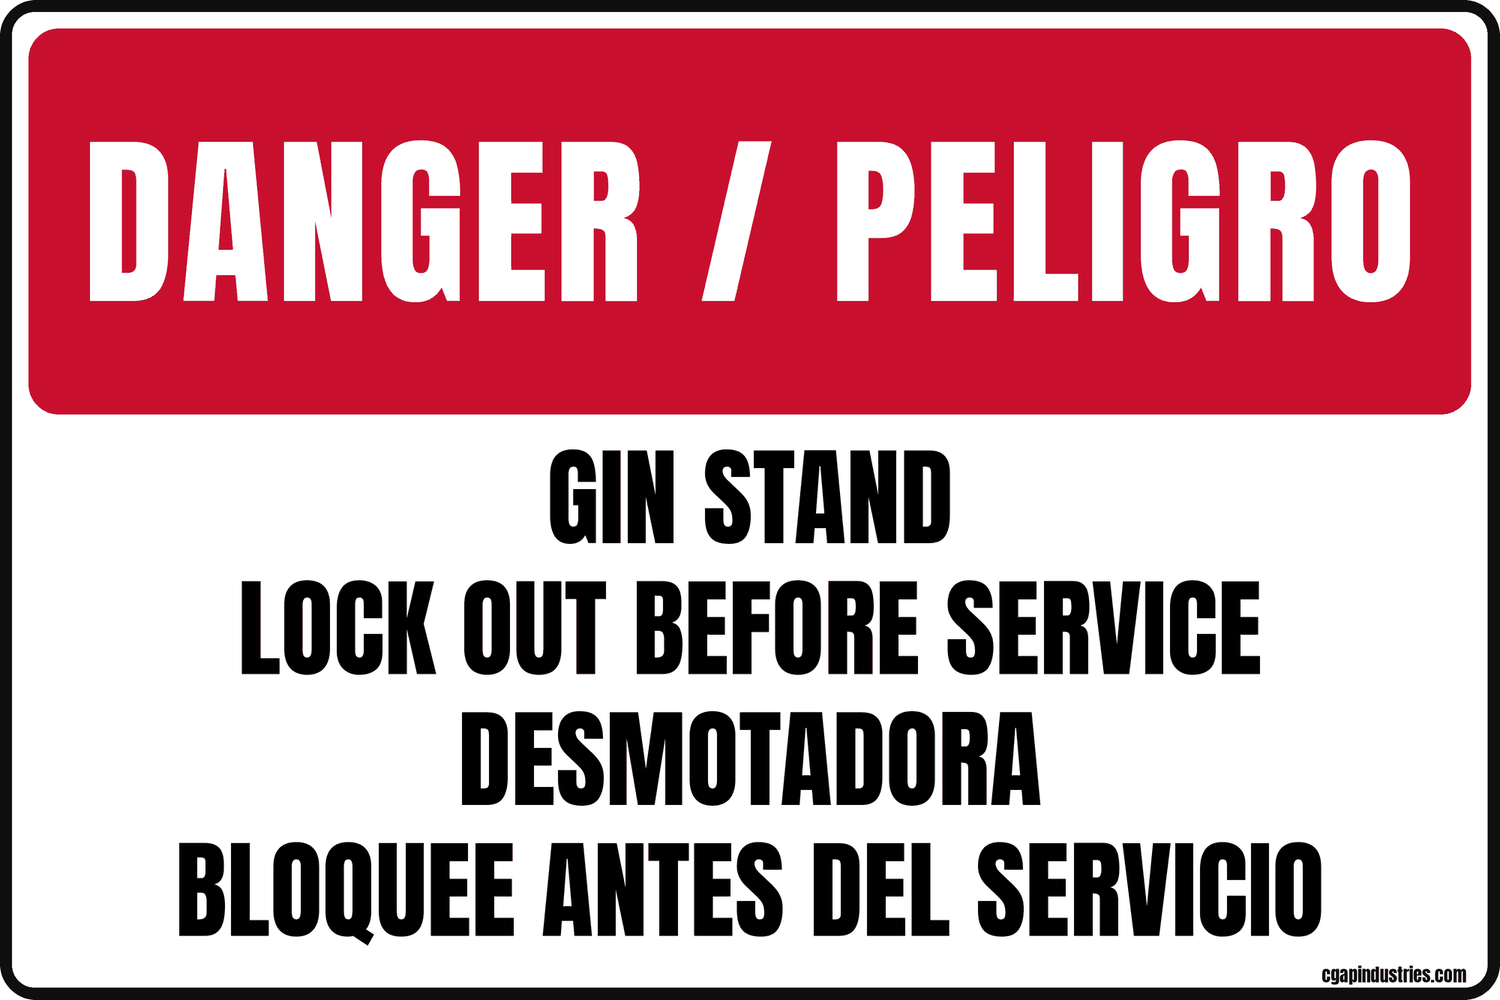 DANGER / PELIGRO
GIN STAND
LOCK OUT BEFORE SERVICE
DESMOTADORA
BLOQUEE ANTES DEL SERVICIO
cgapindustries.com